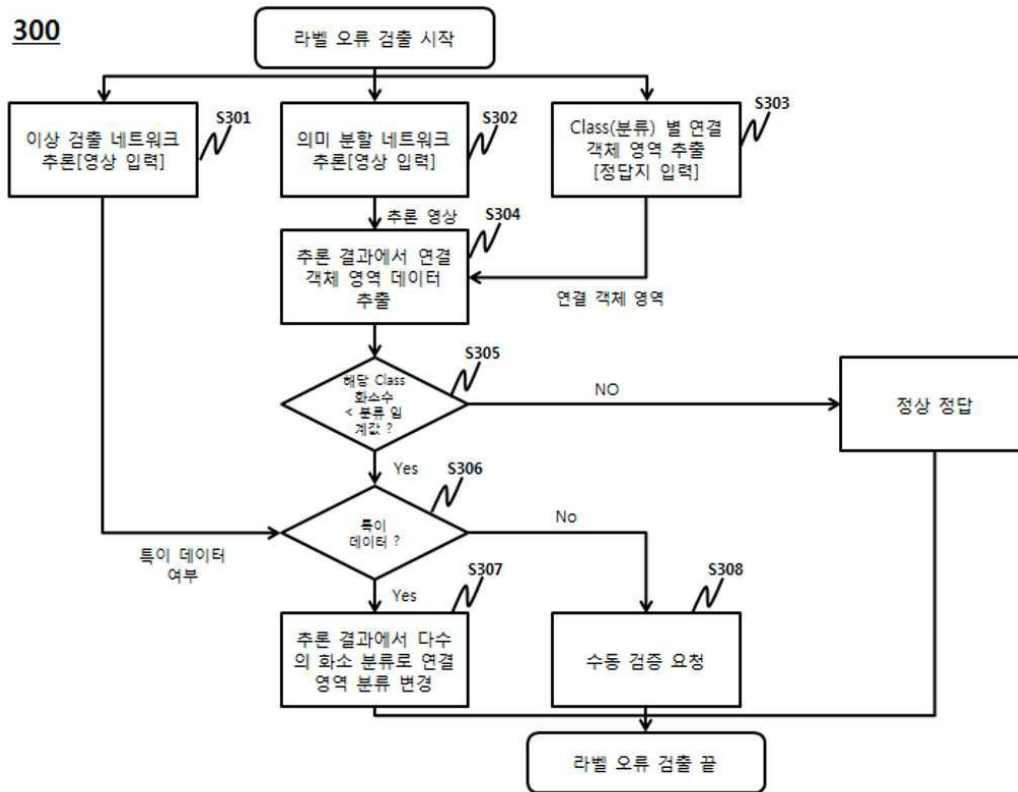 300
라벨 오류 검출 시작
S301
이상 검출 네트워크
추론[영상 입력]
S302
의미 분할 네트워크
추론[영상 입력]
S303
Class(분류) 별 연결
객체 영역 추출
[정답지 입력]
추론 영상
S304
추론 결과에서 연결
객체 영역 데이터
추출
연결 객체 영역
S305
해당 Class
화소수
< 분류 임
계값 ?
NO
정상 정답
Yes
S306
특이
데이터 ?
No
특이 데이터
여부
Yes
S307
추론 결과에서 다수
의 화소 분류로 연결
영역 분류 변경
S308
수동 검증 요청
라벨 오류 검출 끝